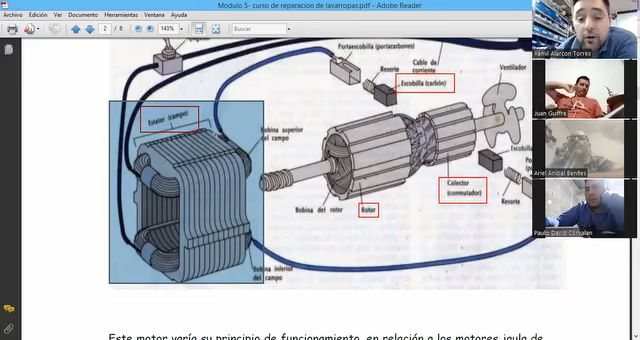 Modulo 5- curso de reparacion de lavarropas.pdf - Adobe Reader
Archivo Edición Ver Documento Herramientas Ventana Ayuda
2 / 8 143% Buscar
Yamil Alarcon Torres
Portaescobilla (portacarbones)
Cable de
corriente
Ventilador
Resorte
Escobilla (carbón)
Juan Guiffre
Estator (campo)
Bobina superior
del campo
Ariel Anibal Benites
Colector
(conmutador)
Bobina del rotor
Rotor
Resorte
Paulo David Corvalan
Bobina inferior
del campo
Este motor varía su principio de funcionamiento, en relación a los motores jaula de